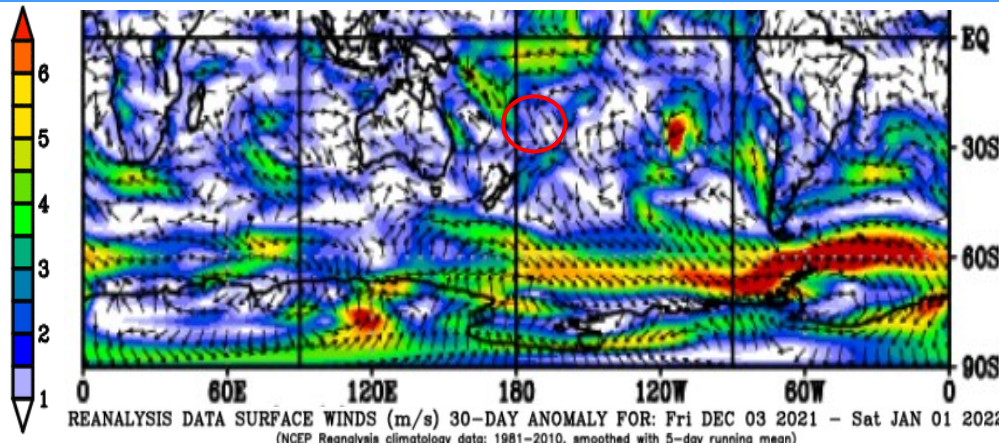 6
5
4
3
2
1
EQ
30S
60S
90S
0 60E 120E 180 120W 60W 0
REANALYSIS DATA SURFACE WINDS (m/s) 30-DAY ANOMALY FOR: Fri DEC 03 2021 - Sat JAN 01 2022
(NCEP Reanalysis climatology data: 1981-2010, smoothed with 5-day running mean)